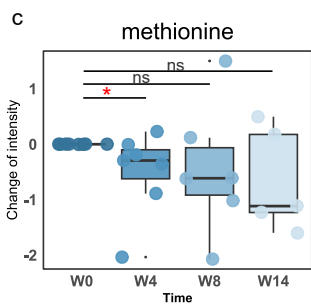 c
methionine
ns
ns
*
Change of intensity
1
0
-1
-2
W0 W4 W8 W14
Time